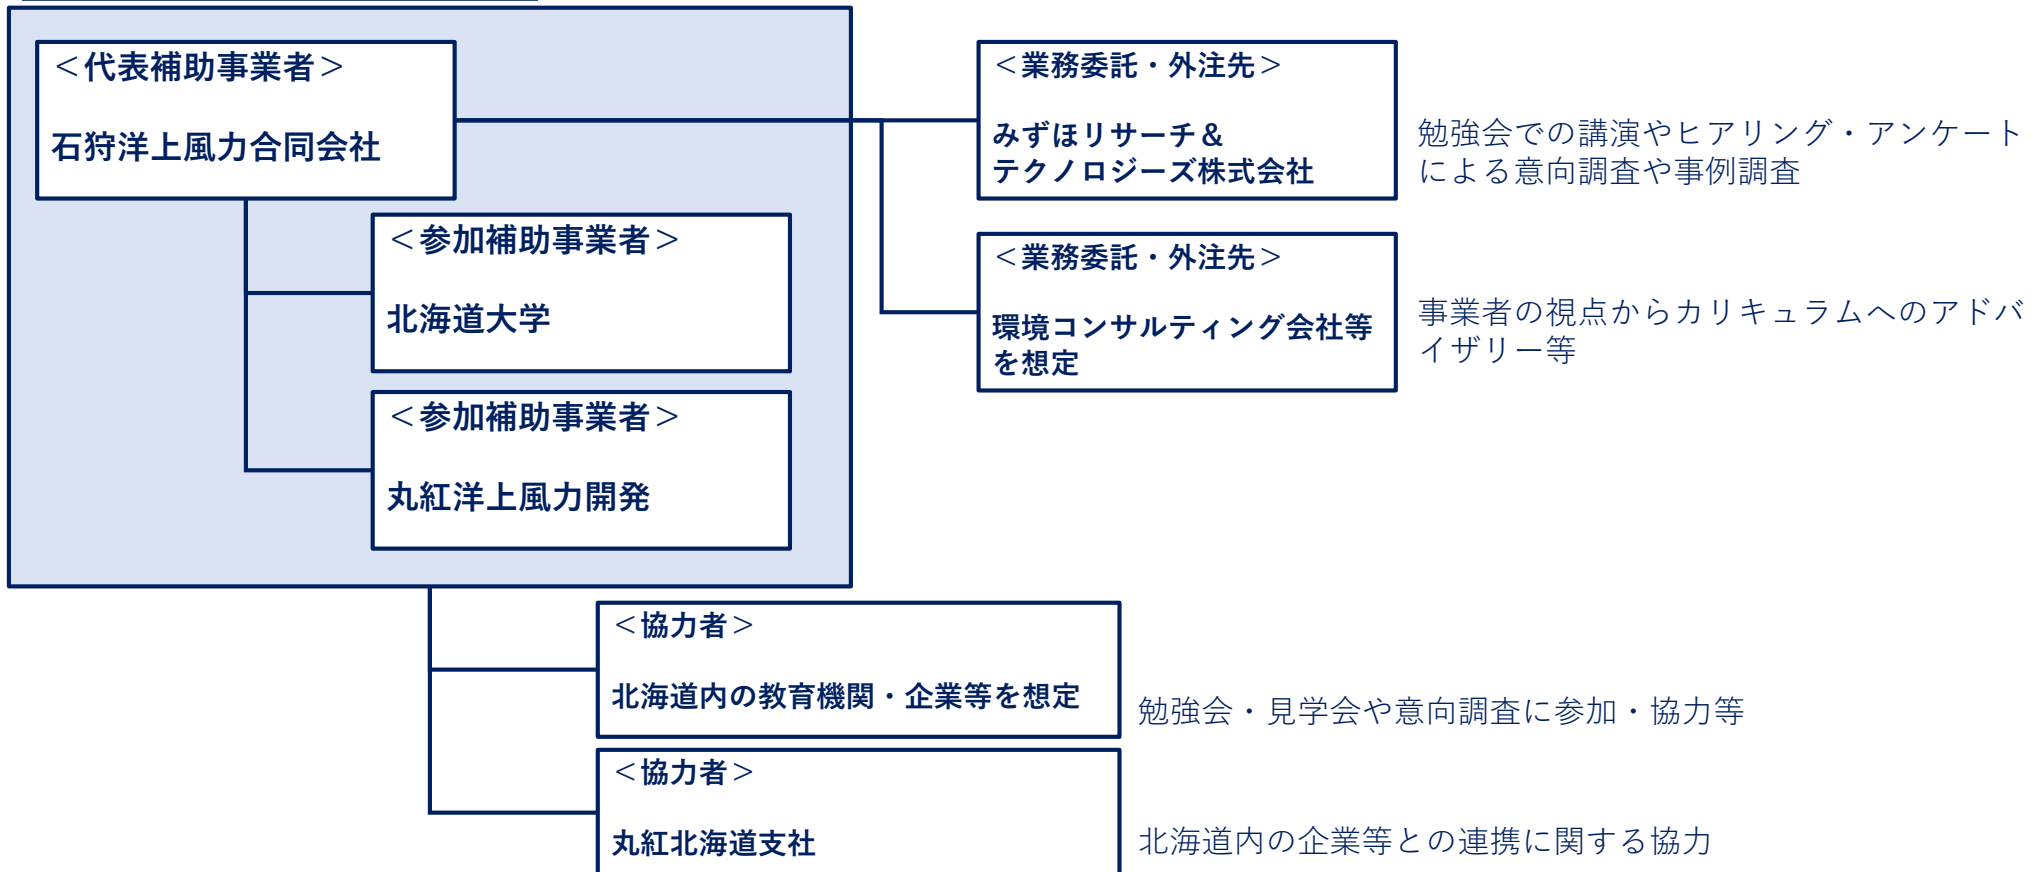 ＜代表補助事業者＞
石狩洋上風力合同会社
＜参加補助事業者＞
北海道大学
＜参加補助事業者＞
丸紅洋上風力開発
＜業務委託・外注先＞
みずほリサーチ＆
テクノロジーズ株式会社
勉強会での講演やヒアリング・アンケート
による意向調査や事例調査
＜業務委託・外注先＞
環境コンサルティング会社等
を想定
事業者の視点からカリキュラムへのアドバ
イザリー等
＜協力者＞
北海道内の教育機関・企業等を想定
勉強会・見学会や意向調査に参加・協力等
＜協力者＞
丸紅北海道支社
北海道内の企業等との連携に関する協力